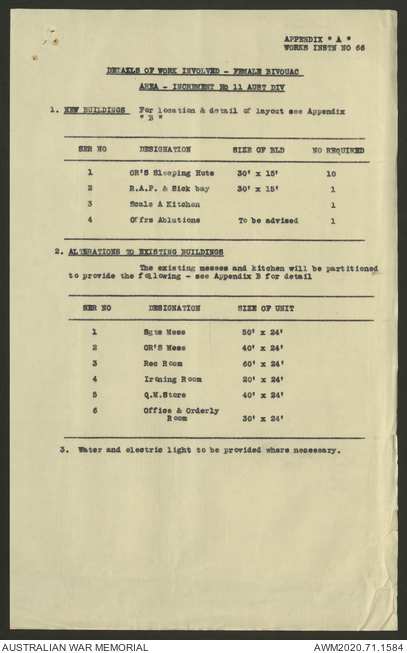 APPENDIX " A "
WORKS INSTN NO 66
DETAILS OF WORK INVOLVED - FEMALE BIVOUAC
AREA - INCREMENT No 11 AUST DIV
1. NEW BUILDINGS For location & detail of layout see Appendix
" B "
SER NO DESIGNATION SIZE OF BLD NO REQUIRED
1 OR'S Sleeping Huts 30' x 15' 10
2 R.A.P. & Sick bay 30' x 15' 1
3 Scale A Kitchen 1
4 Offrs Ablutions To be advised 1
2. ALTERATIONS TO EXISTING BUILDINGS
The existing messes and kitchen will be partitioned
to provide the following - see Appendix B for detail
SER NO DESIGNATION SIZE OF UNIT
1 Sgts Mess 50' x 24'
2 OR'S Mess 40' x 24'
3 Rec Room 60' x 24'
4 Ironing Room 20' x 24'
5 Q.M.Store 40' x 24'
6 Office & Orderly
Room 30' x 24'
3. Water and electric light to be provided where necessary.
AUSTRALIAN WAR MEMORIAL AWM2020.71.1584